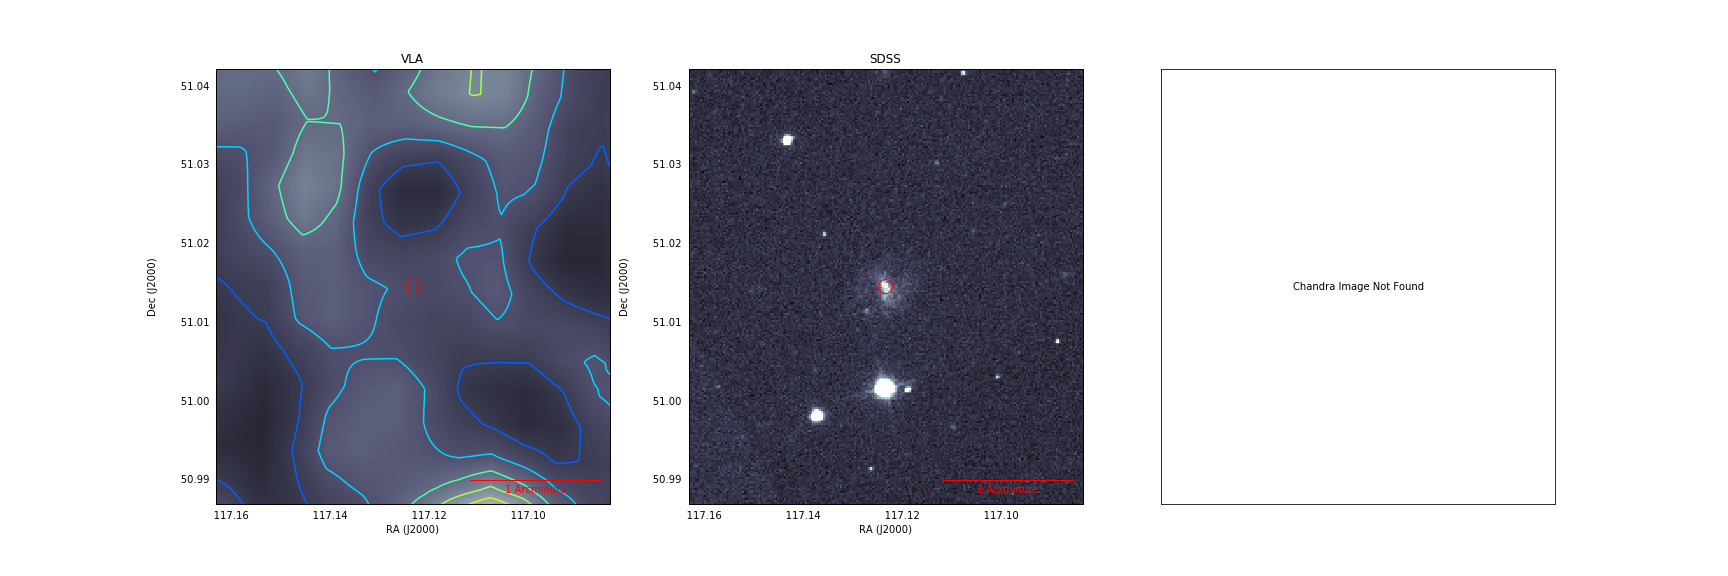 VLA
51.04
51.03
51.02
51.01
51.00
50.99
Dec (J2000)
117.16
117.14
117.12
117.10
RA (J2000)
1 Arcminute
SDSS
51.04
51.03
51.02
51.01
51.00
50.99
Dec (J2000)
117.16
117.14
117.12
117.10
RA (J2000)
1 Arcminute
Chandra Image Not Found